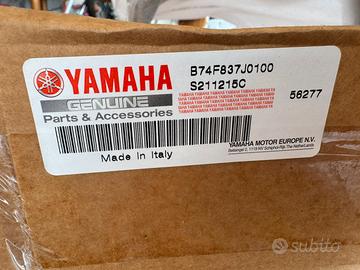 YAMAHA
GENUINE
Parts & Accessories
B74F837J0100
S211215C
56277
Made in Italy
YAMAHA MOTOR EUROPE N.V.
subito